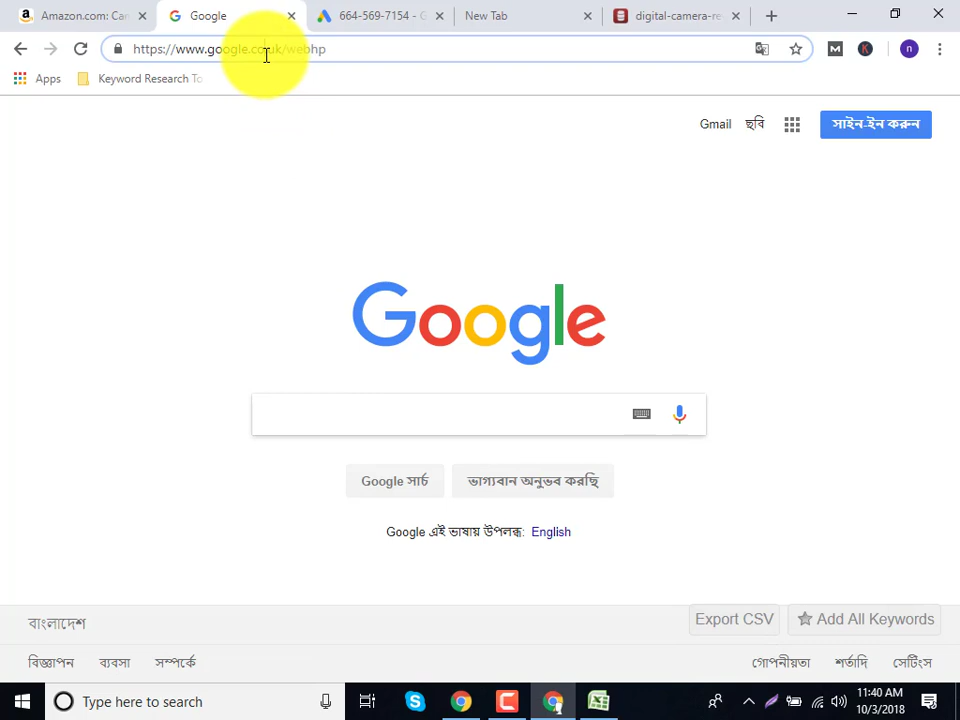 Amazon.com: Can
Google
664-569-7154 - G
New Tab
digital-camera-re
https://www.google.co.uk/webhp
Apps
Keyword Research To
Gmail
ছবি
সাইন-ইন করুন
Google
Google সার্চ
ভাগ্যবান অনুভব করছি
Google এই ভাষায় উপলব্ধ: English
বাংলাদেশ
Export CSV
Add All Keywords
বিজ্ঞাপন
ব্যবসা
সম্পর্কে
গোপনীয়তা
শর্তাদি
সেটিংস
Type here to search
11:40 AM
10/3/2018